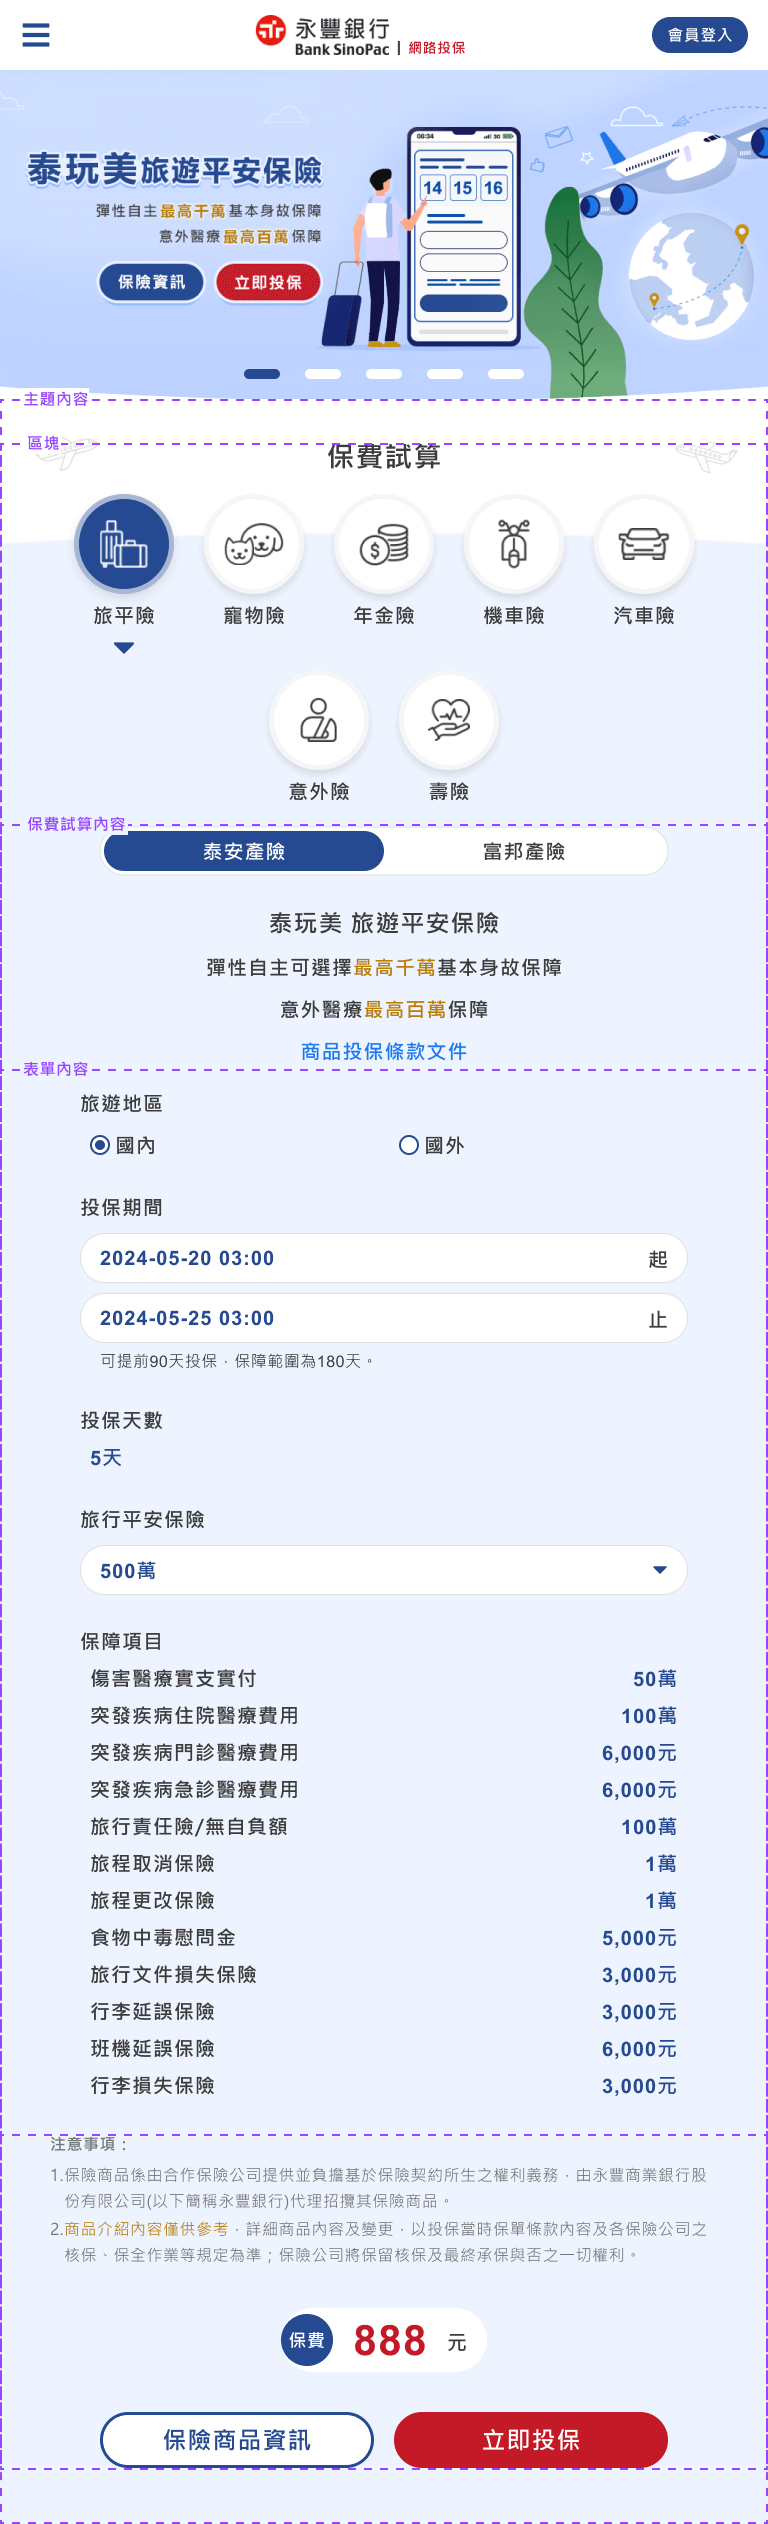 永豐銀行
Bank SinoPac | 網路投保
會員登入
泰玩美旅遊平安保險
彈性自主最高千萬基本身故保障
意外醫療最高百萬保障
保險資訊
立即投保
08:34
3G
14 15 16
主題內容
區塊
保費試算
旅平險
寵物險
年金險
機車險
汽車險
意外險
壽險
保費試算內容
泰安產險
富邦產險
泰玩美 旅遊平安保險
彈性自主可選擇最高千萬基本身故保障
意外醫療最高百萬保障
商品投保條款文件
表單內容
旅遊地區
國內
國外
投保期間
2024-05-20 03:00 起
2024-05-25 03:00 止
可提前90天投保，保障範圍為180天。
投保天數
5天
旅行平安保險
500萬
保障項目
傷害醫療實支實付 50萬
突發疾病住院醫療費用 100萬
突發疾病門診醫療費用 6,000元
突發疾病急診醫療費用 6,000元
旅行責任險/無自負額 100萬
旅程取消保險 1萬
旅程更改保險 1萬
食物中毒慰問金 5,000元
旅行文件損失保險 3,000元
行李延誤保險 3,000元
班機延誤保險 6,000元
行李損失保險 3,000元
注意事項：
1.保險商品係由合作保險公司提供並負擔基於保險契約所生之權利義務，由永豐商業銀行股
份有限公司(以下簡稱永豐銀行)代理招攬其保險商品。
2.商品介紹內容僅供參考，詳細商品內容及變更，以投保當時保單條款內容及各保險公司之
核保、保全作業等規定為準；保險公司將保留核保及最終承保與否之一切權利。
保費 888 元
保險商品資訊
立即投保